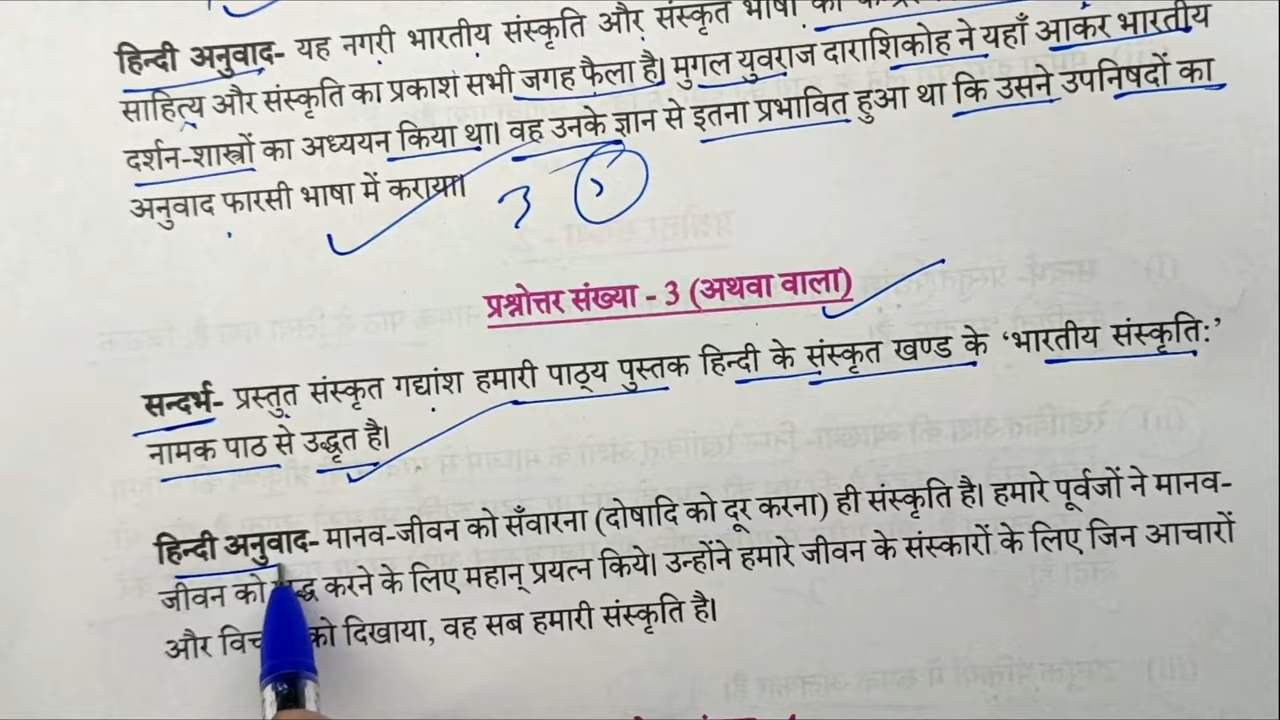 हिन्दी अनुवाद- यह नगरी भारतीय संस्कृति और संस्कृत भाषा
साहित्य और संस्कृति का प्रकाश सभी जगह फैला है। मुगल युवराज दाराशिकोह ने यहाँ आकर भारतीय
दर्शन-शास्त्रों का अध्ययन किया था। वह उनके ज्ञान से इतना प्रभावित हुआ था कि उसने उपनिषदों का
अनुवाद फारसी भाषा में कराया।
3
प्रश्नोत्तर संख्या - 3 (अथवा वाला)
सन्दर्भ- प्रस्तुत संस्कृत गद्यांश हमारी पाठ्य पुस्तक हिन्दी के संस्कृत खण्ड के ‘भारतीय संस्कृति:’
नामक पाठ से उद्धृत है।
हिन्दी अनुवाद- मानव-जीवन को सँवारना (दोषादि को दूर करना) ही संस्कृति है। हमारे पूर्वजों ने मानव-
जीवन को करने के लिए महान् प्रयत्न किये। उन्होंने हमारे जीवन के संस्कारों के लिए जिन आचारों
और को दिखाया, वह सब हमारी संस्कृति है।